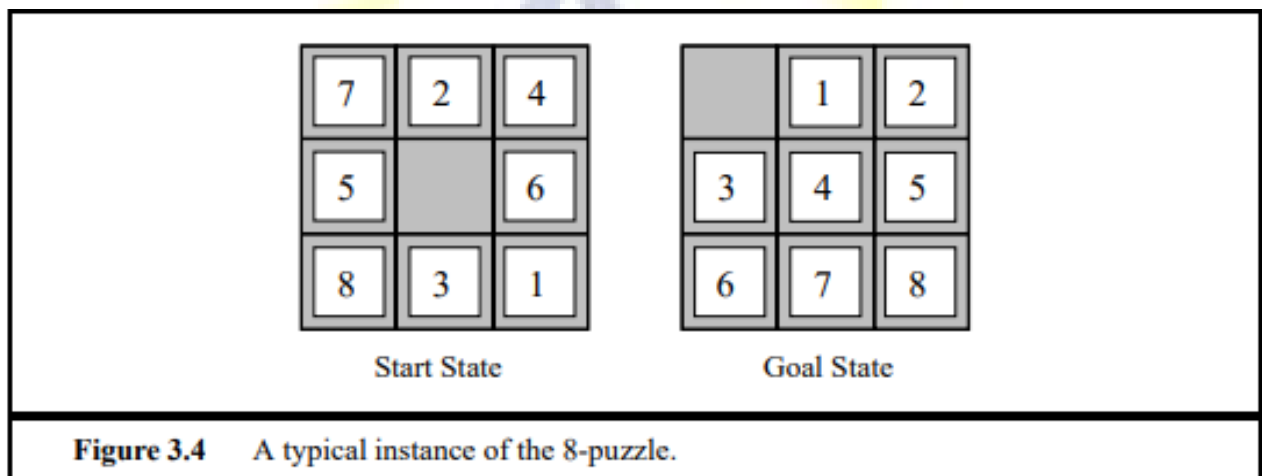 7 2 4 1 2
5 6 3 4 5
8 3 1 6 7 8
Start State Goal State
Figure 3.4 A typical instance of the 8-puzzle.